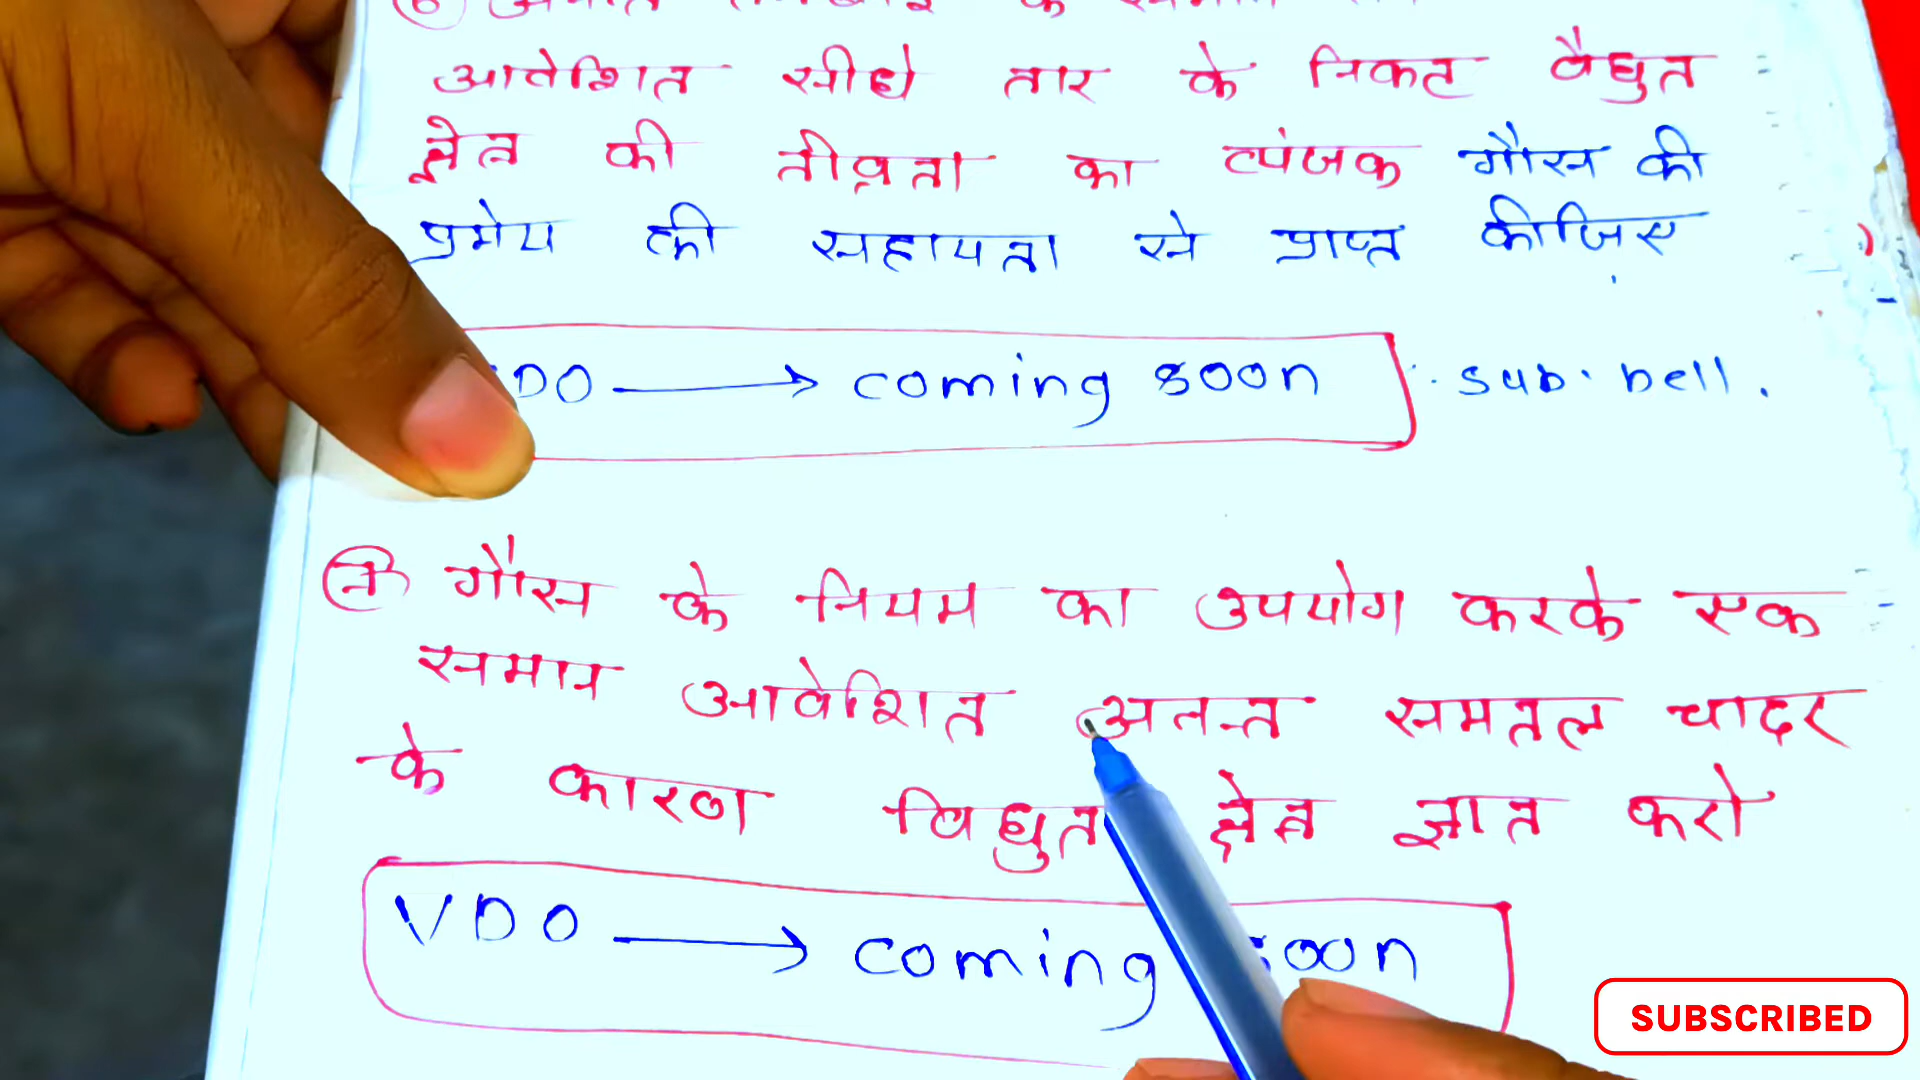 आवेशित सीधे तार के निकट वैद्युत
क्षेत्र की तीव्रता का व्यंजक गौस की
प्रमेय की सहायता से प्राप्त कीजिए
DO → coming soon sub. bell.
गौस के नियम का उपयोग करके एक
समान आवेशित अनन्त समतल चादर
के कारण विद्युत क्षेत्र ज्ञात करो
VDO → coming soon
SUBSCRIBED